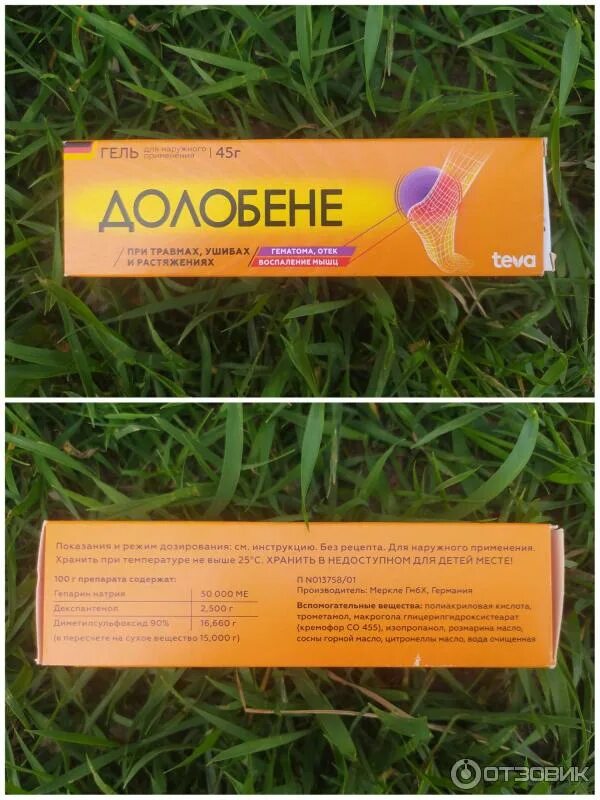 ГЕЛЬ для наружного применения | 45г
ДОЛОБЕНЕ
/ ПРИ ТРАВМАХ, УШИБАХ
И РАСТЯЖЕНИЯХ
/ ГЕМАТОМА, ОТЕК
ВОСПАЛЕНИЕ МЫШЦ
teva
Показания и режим дозирования: см. инструкцию. Без рецепта. Для наружного применения.
Хранить при температуре не выше 25°С. ХРАНИТЬ В НЕДОСТУПНОМ ДЛЯ ДЕТЕЙ МЕСТЕ!
100 г препарата содержат:
Гепарин натрия 50 000 МЕ
Декспантенол 2,500 г
Диметилсульфоксид 90% 16,660 г
(в пересчете на сухое вещество 15,000 г)
П N013758/01
Производитель: Меркле ГмбХ, Германия
Вспомогательные вещества: полиакриловая кислота,
трометамол, макрогола глицерилгидроксистеарат
(кремофор СО 455), изопропанол, розмарина масло,
сосны горной масло, цитронеллы масло, вода очищенная
ОТЗОВИК